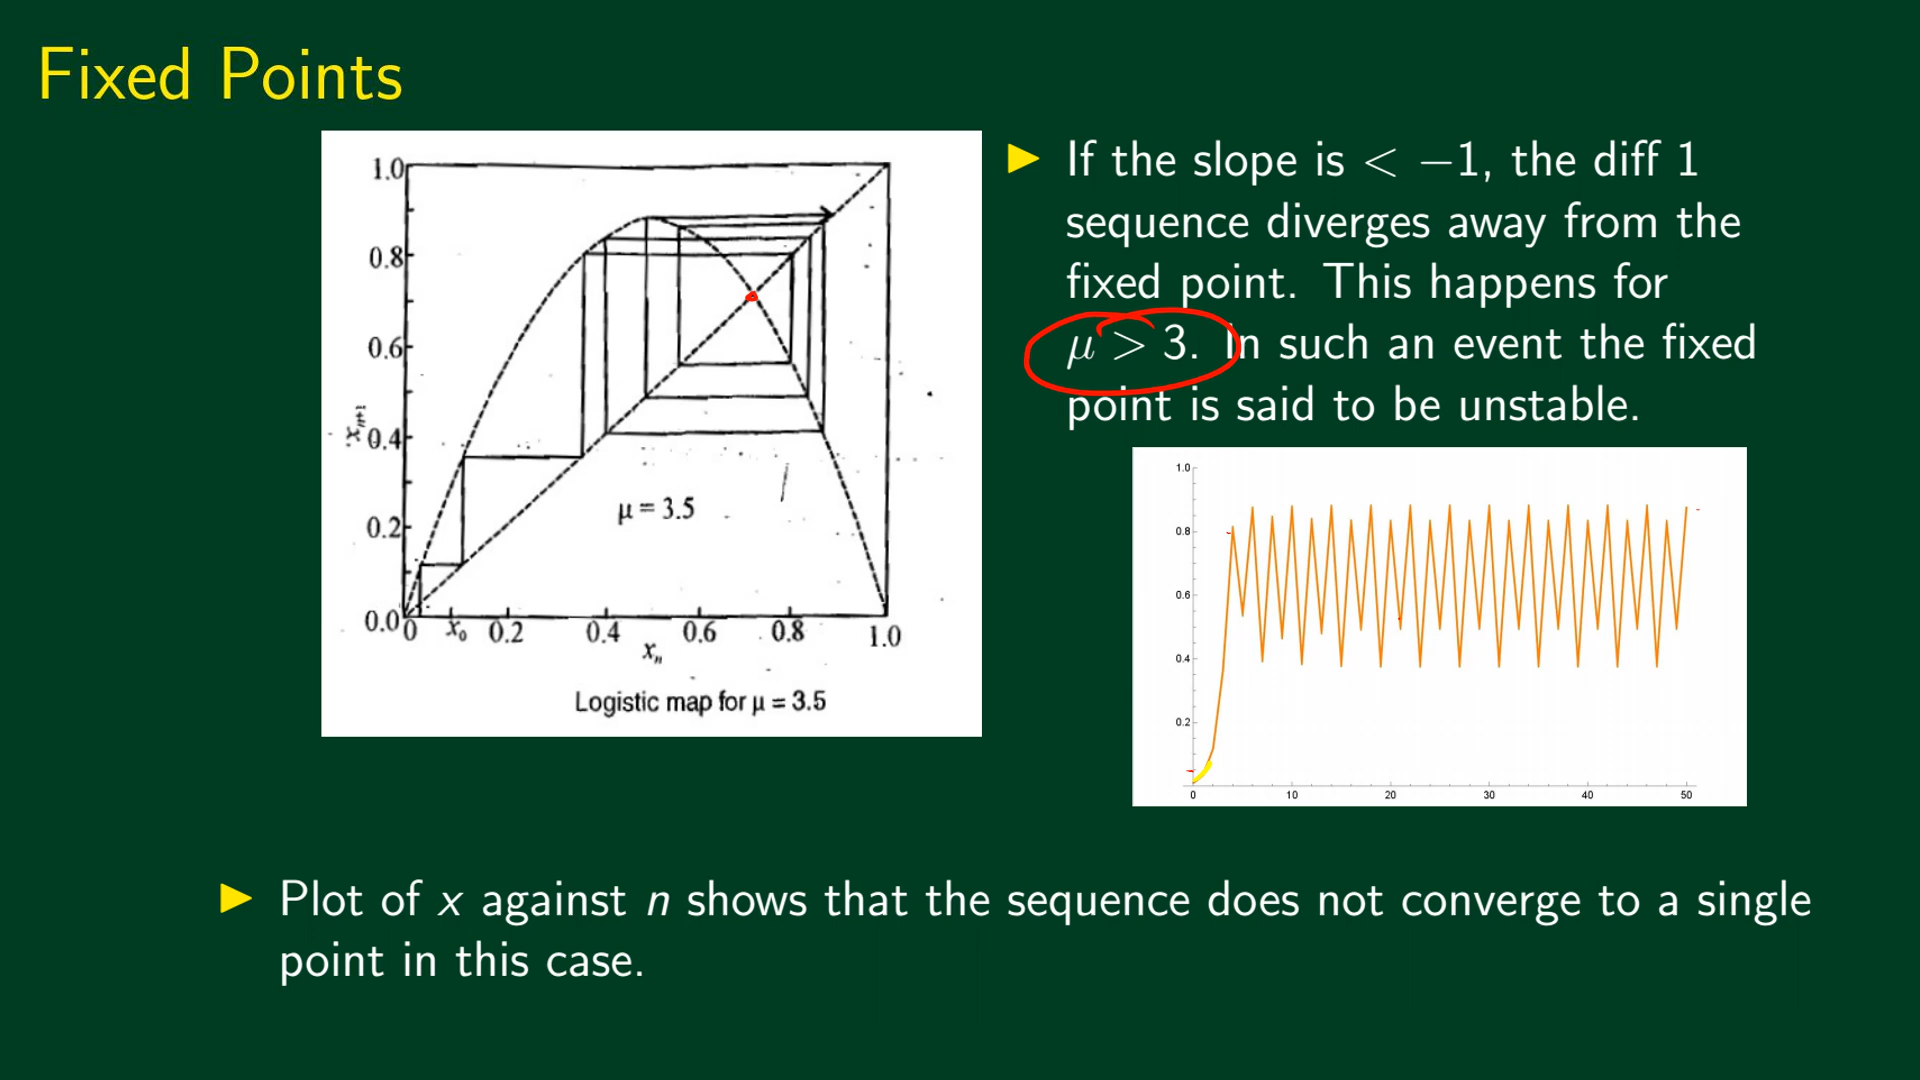 Fixed Points
1.0
0.8
0.6
0.4
0.2
0.0
xₙ₊₁
0
x₀
0.2
0.4
0.6
0.8
1.0
xₙ
μ = 3.5
Logistic map for μ = 3.5
▶ If the slope is < −1, the diff 1
sequence diverges away from the
fixed point. This happens for
μ > 3. In such an event the fixed
point is said to be unstable.
1.0
0.8
0.6
0.4
0.2
0
10
20
30
40
50
▶ Plot of x against n shows that the sequence does not converge to a single
point in this case.